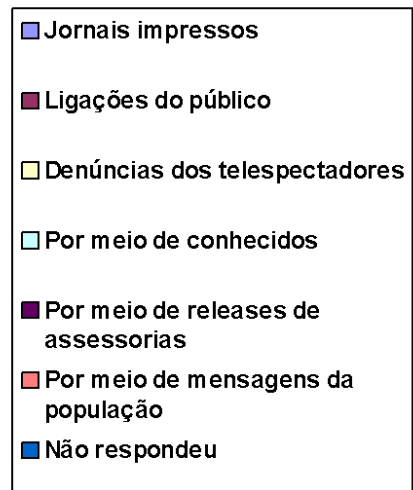 Jornais impressos
Ligações do público
Denúncias dos telespectadores
Por meio de conhecidos
Por meio de releases de
assessorias
Por meio de mensagens da
população
Não respondeu